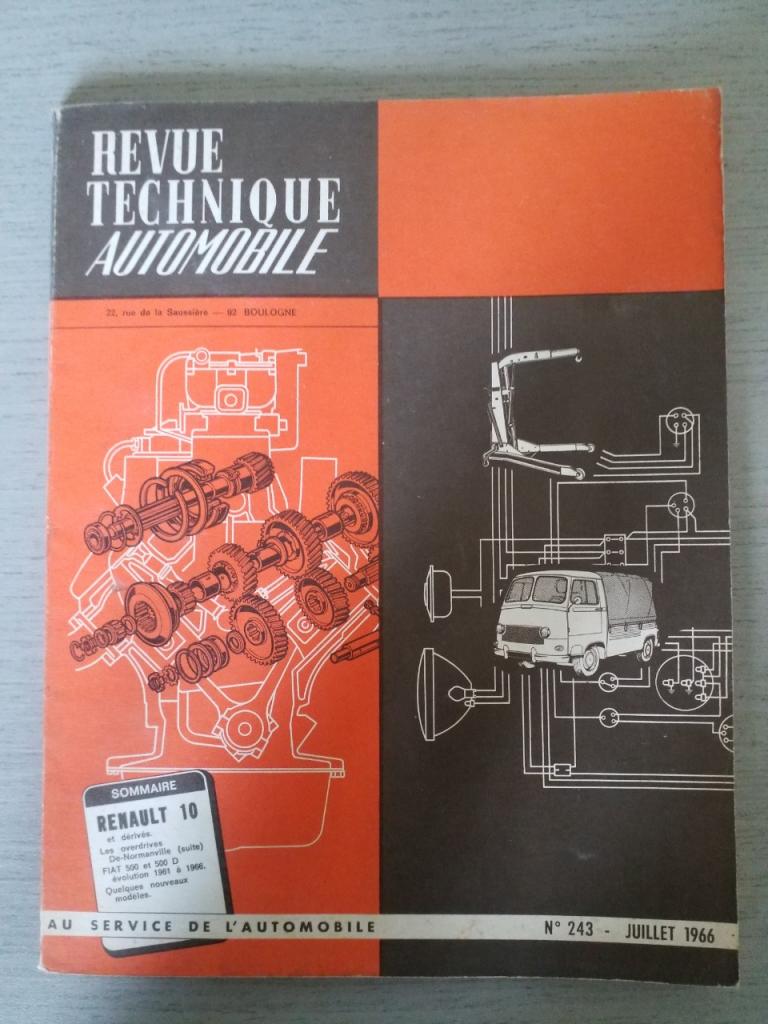 REVUE
TECHNIQUE
AUTOMOBILE
22, rue de la Saussière — 92 BOULOGNE
SOMMAIRE
RENAULT 10
et dérivés.
Les overdrives
De-Normanville (suite)
FIAT 500 et 500 D
évolution 1961 à 1966.
Quelques nouveaux
modèles.
AU SERVICE DE L'AUTOMOBILE
N° 243 - JUILLET 1966